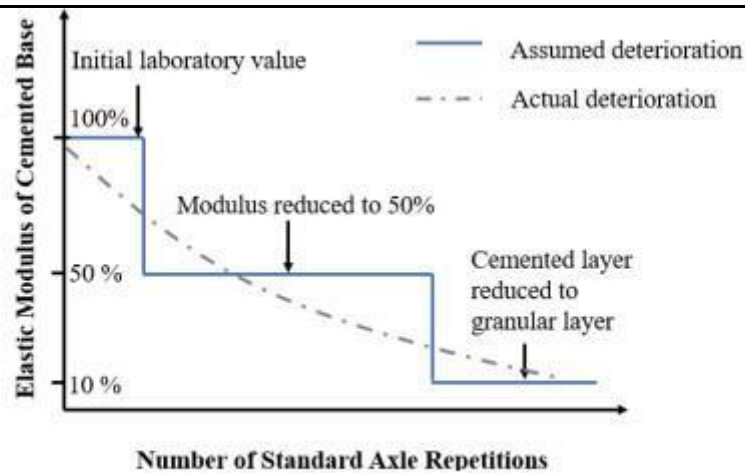 Elastic Modulus of Cemented Base
Initial laboratory value
Assumed deterioration
Actual deterioration
100%
Modulus reduced to 50%
50 %
Cemented layer
reduced to
granular layer
10 %
Number of Standard Axle Repetitions